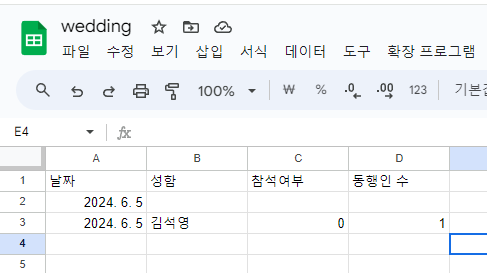 wedding
파일 수정 보기 삽입 서식 데이터 도구 확장 프로그램
100% ₩ % .0 .00 123 기본
E4 fx
A B C D
1 날짜 성함 참석여부 동행인 수
2 2024. 6. 5
3 2024. 6. 5 김석영 0 1
4
5